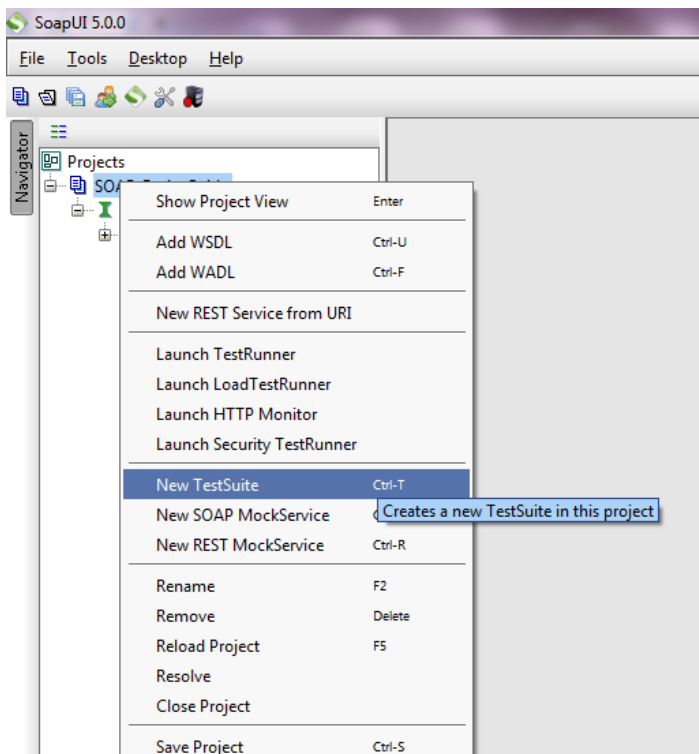 SoapUI 5.0.0
File Tools Desktop Help
Navigator
Projects
Show Project View Enter
Add WSDL Ctrl-U
Add WADL Ctrl-F
New REST Service from URI
Launch TestRunner
Launch LoadTestRunner
Launch HTTP Monitor
Launch Security TestRunner
New TestSuite Ctrl-T
Creates a new TestSuite in this project
New SOAP MockService
New REST MockService Ctrl-R
Rename F2
Remove Delete
Reload Project F5
Resolve
Close Project
Save Project Ctrl-S